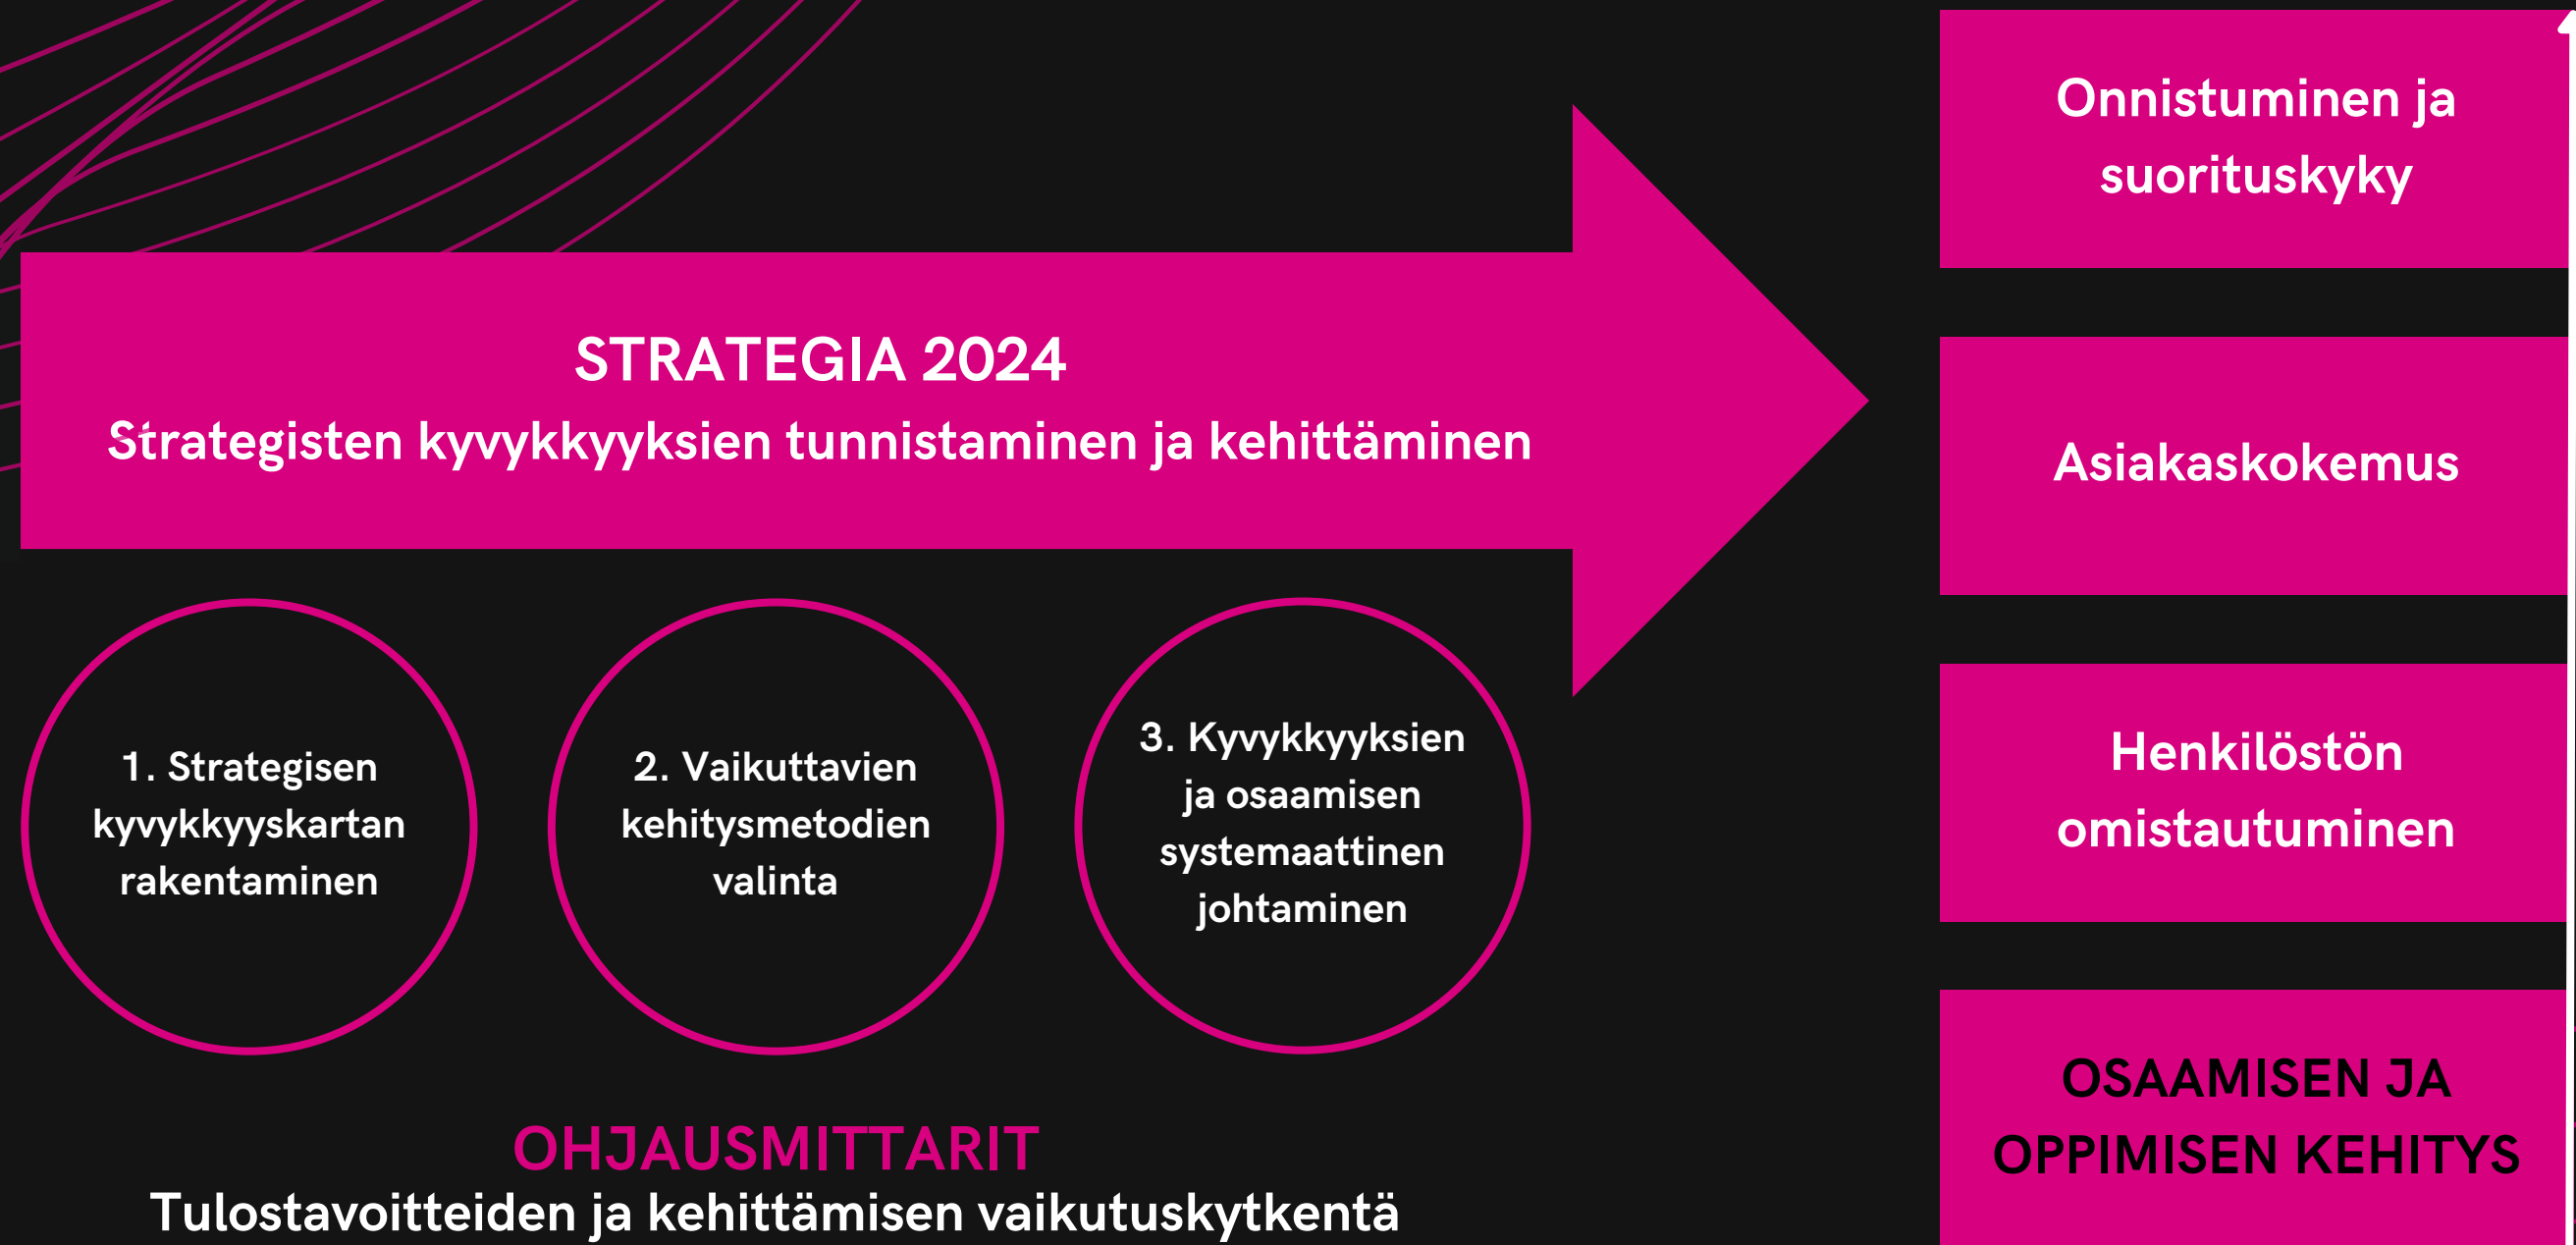 STRATEGIA 2024
Strategisten kyvykkyyksien tunnistaminen ja kehittäminen
1. Strategisen
kyvykkyyskartan
rakentaminen
2. Vaikuttavien
kehitysmetodien
valinta
3. Kyvykkyyksien
ja osaamisen
systemaattinen
johtaminen
OHJAUSMITTARIT
Tulostavoitteiden ja kehittämisen vaikutuskytkentä
Onnistuminen ja
suorituskyky
Asiakaskokemus
Henkilöstön
omistautuminen
OSAAMISEN JA
OPPIMISEN KEHITYS